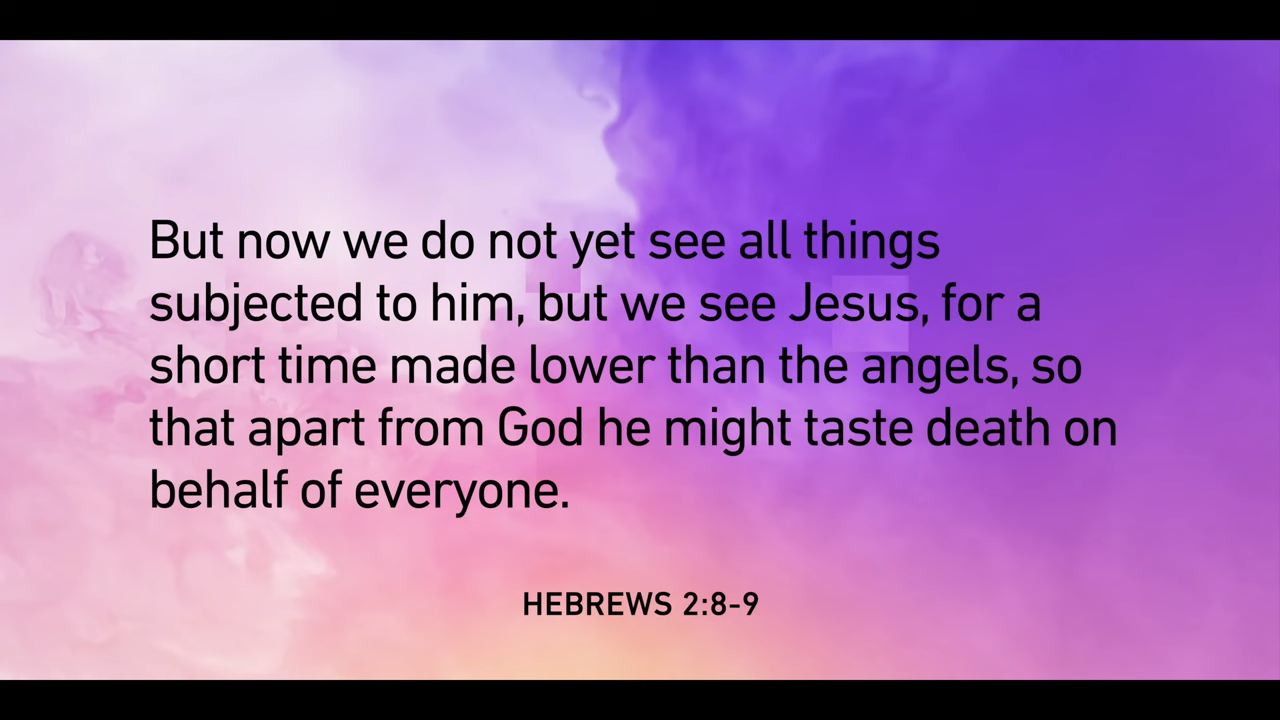 But now we do not yet see all things
subjected to him, but we see Jesus, for a
short time made lower than the angels, so
that apart from God he might taste death on
behalf of everyone.
HEBREWS 2:8-9